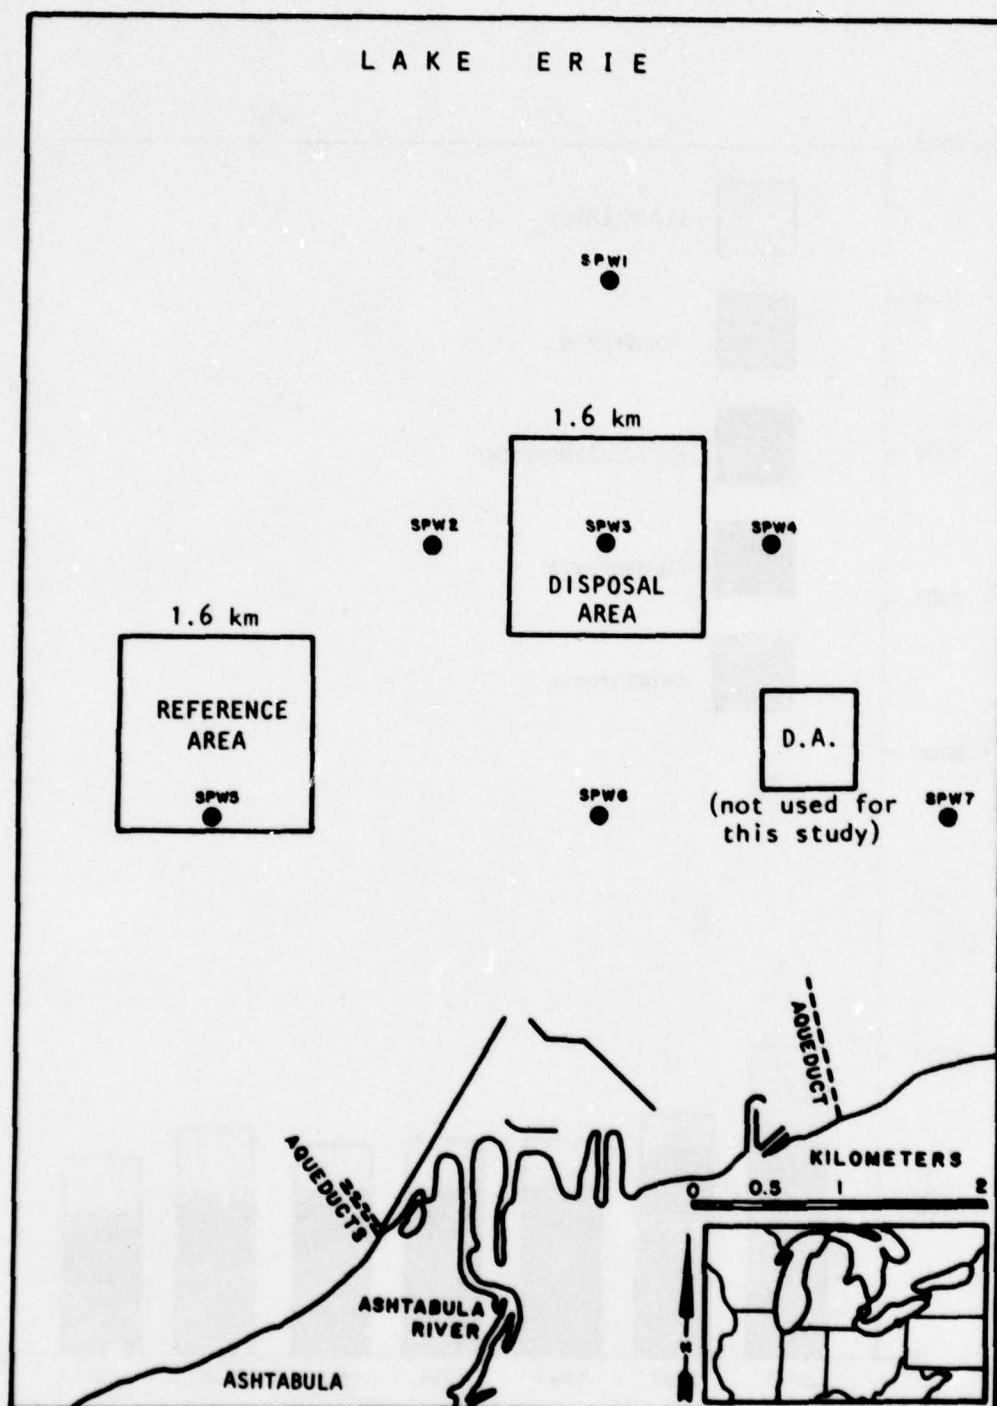 LAKE ERIE
SPW1
1.6 km
SPW2
SPW3
SPW4
DISPOSAL
AREA
1.6 km
REFERENCE
AREA
D.A.
SPW5
SPW6
(not used for
this study)
SPW7
AQUEDUCT
AQUEDUCTS
KILOMETERS
0 0.5 1 2
ASHTABULA
RIVER
N
ASHTABULA